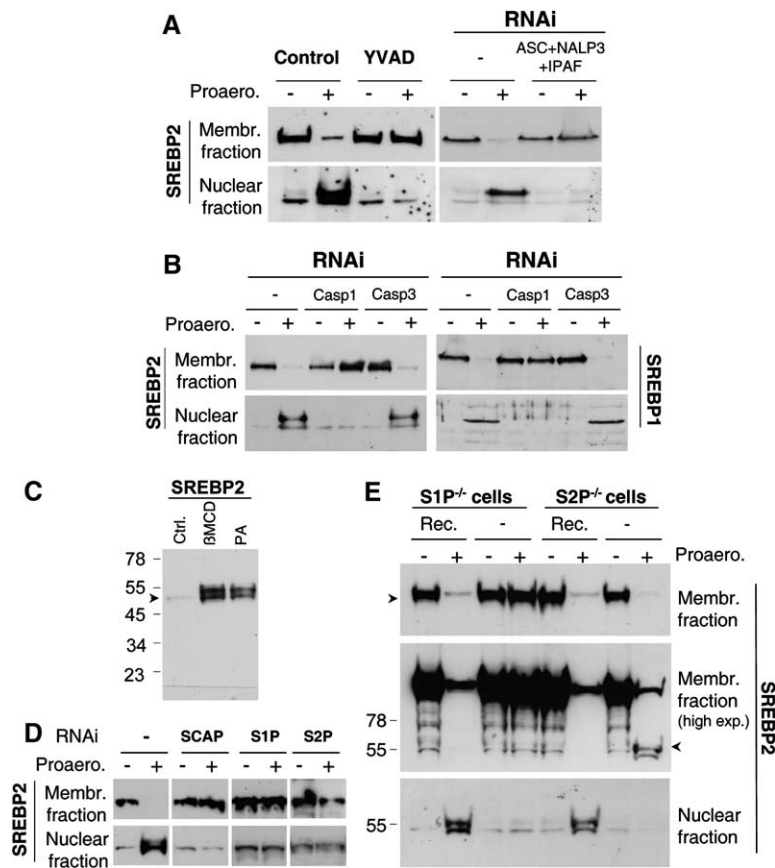 A
RNAi
Control YVAD - ASC+NALP3
+IPAF
Proaero. - + - + - + - +
SREBP2
Membr.
fraction
Nuclear
fraction
B
RNAi RNAi
- Casp1 Casp3 - Casp1 Casp3
Proaero. - + - + - + - + - + - +
SREBP2
Membr.
fraction
Nuclear
fraction
SREBP1
C
SREBP2
Ctrl. ßMCD PA
78
55
45
34
23
D
RNAi - SCAP S1P S2P
Proaero. - + - + - + - +
SREBP2
Membr.
fraction
Nuclear
fraction
E
S1P-/- cells S2P-/- cells
Rec. - Rec. -
- + - + - + - + Proaero.
Membr.
fraction
Membr.
fraction
(high exp.)
78
55
Nuclear
fraction
55
SREBP2